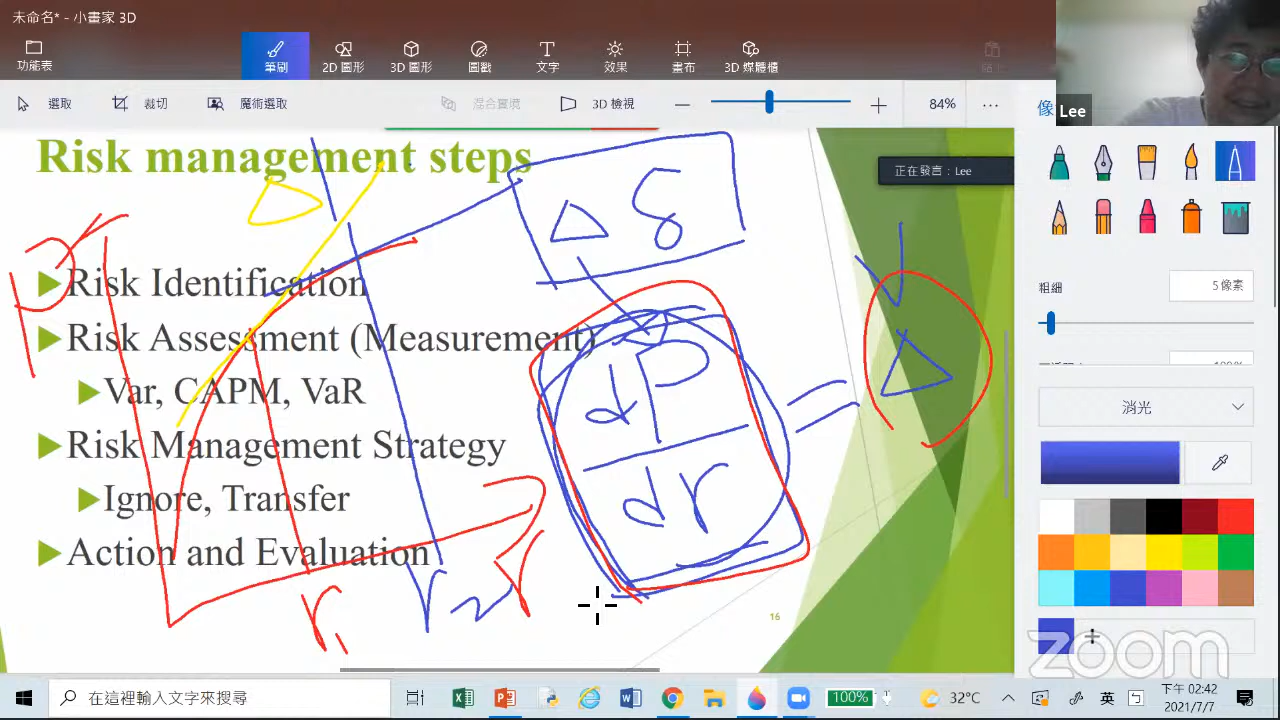 未命名* - 小畫家 3D
功能表
筆刷
2D 圖形
3D 圖形
圖戳
文字
效果
畫布
3D 媒體櫃
選取
裁切
魔術選取
混合實境
3D 檢視
84%
Lee
正在發言：Lee
Risk management steps
Risk Identification
Risk Assessment (Measurement)
Var, CAPM, VaR
Risk Management Strategy
Ignore, Transfer
Action and Evaluation
16
P
Δ
Δ δ
dP
dr
= Δ
r
r₁
r₂
粗細
5像素
消光
zoom
在這裡輸入文字來搜尋
100%
32°C
英
下午 02:42
2021/7/7